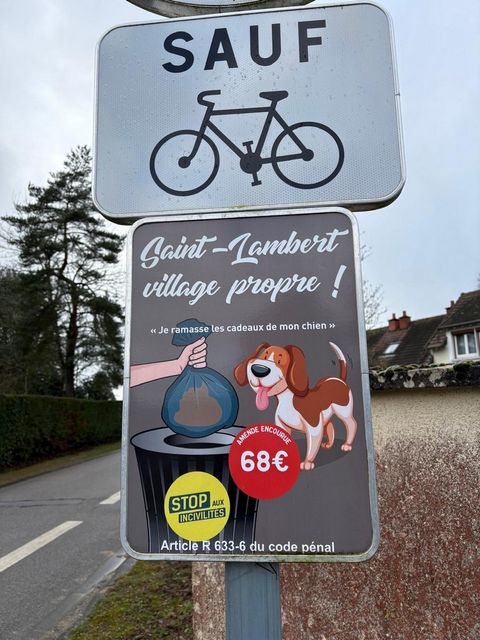 SAUF
Saint-Lambert
village propre !
« Je ramasse les cadeaux de mon chien »
AMENDE ENCOURUE
68€
STOP AUX
INCIVILITÉS
Article R 633-6 du code pénal